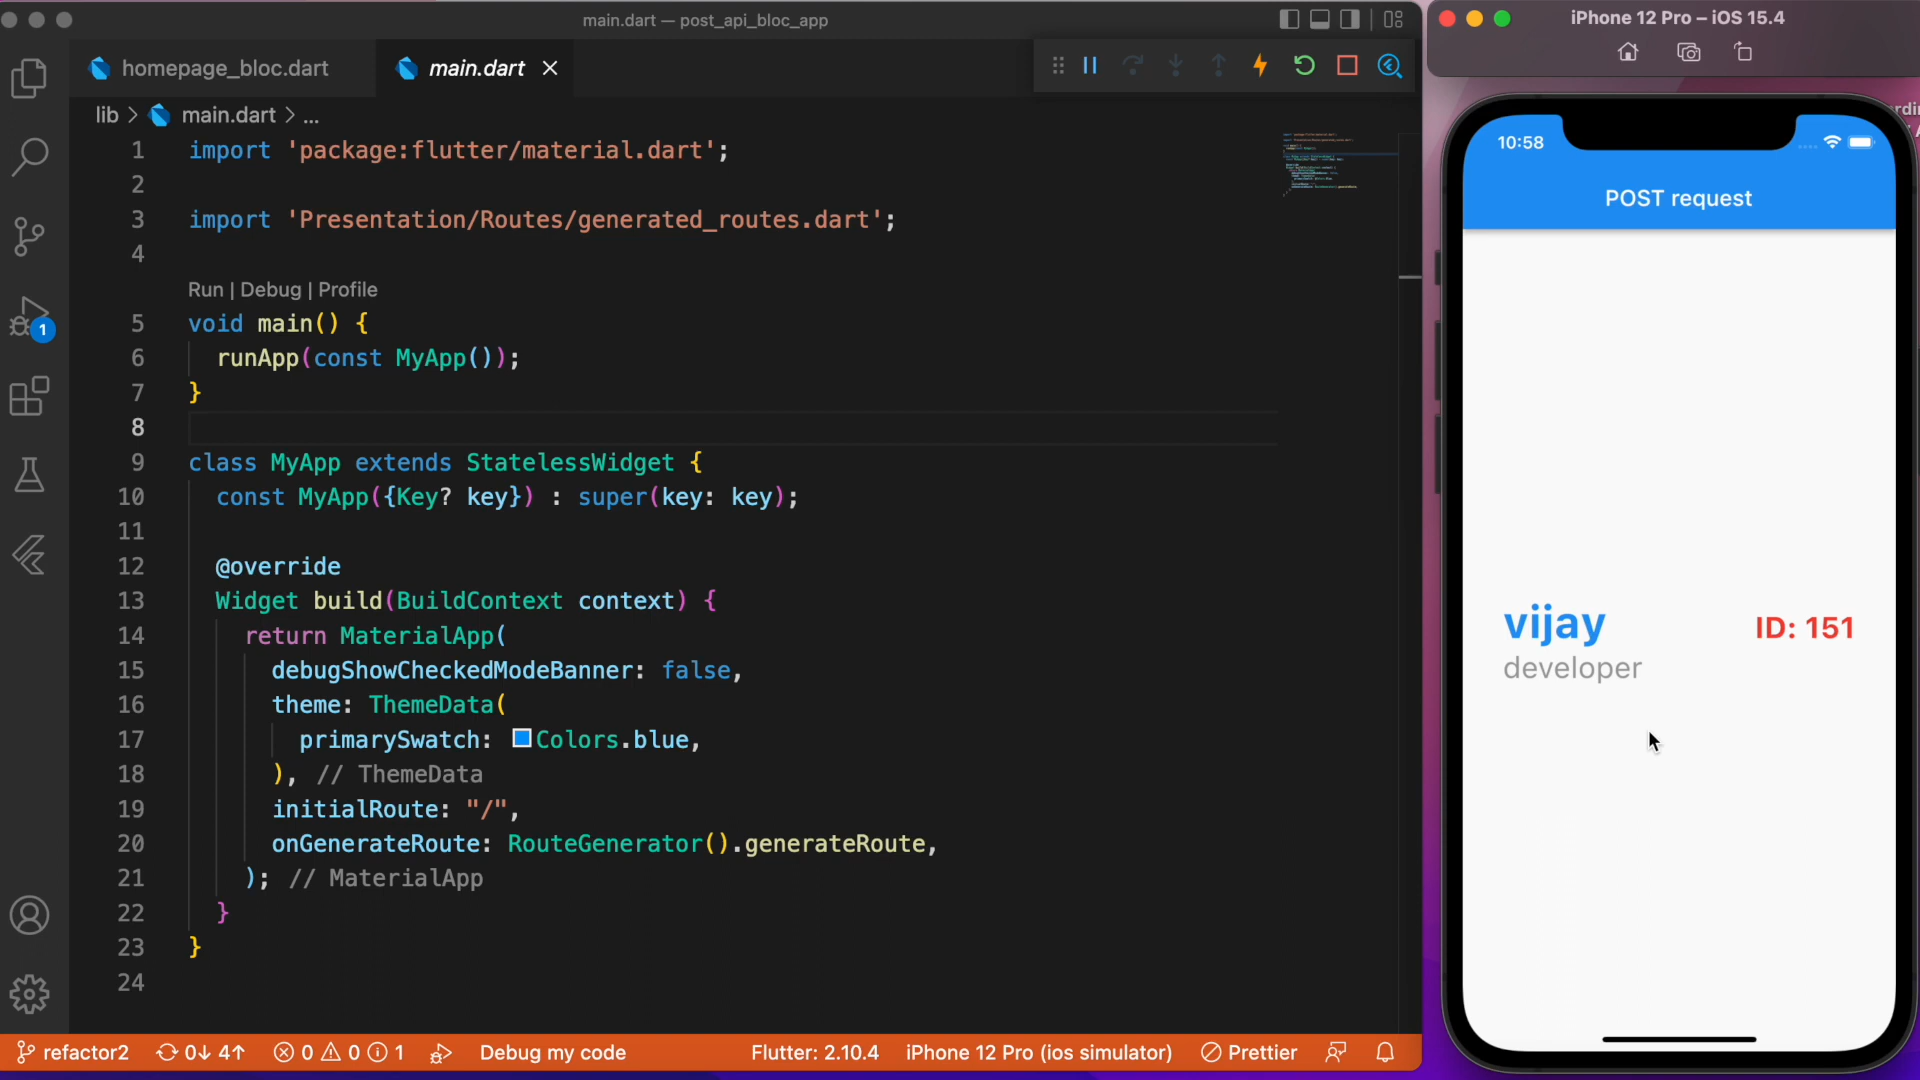 main.dart — post_api_bloc_app
homepage_bloc.dart
main.dart
lib > main.dart > ...
1 import 'package:flutter/material.dart';
2
3 import 'Presentation/Routes/generated_routes.dart';
4
Run | Debug | Profile
5 void main() {
6 runApp(const MyApp());
7 }
8
9 class MyApp extends StatelessWidget {
10 const MyApp({Key? key}) : super(key: key);
11
12 @override
13 Widget build(BuildContext context) {
14 return MaterialApp(
15 debugShowCheckedModeBanner: false,
16 theme: ThemeData(
17 primarySwatch: Colors.blue,
18 ), // ThemeData
19 initialRoute: "/",
20 onGenerateRoute: RouteGenerator().generateRoute,
21 ); // MaterialApp
22 }
23 }
24
1
refactor2 0↓ 4↑ 0 0 1 Debug my code Flutter: 2.10.4 iPhone 12 Pro (ios simulator) Prettier
iPhone 12 Pro – iOS 15.4
10:58
POST request
vijay
developer
ID: 151